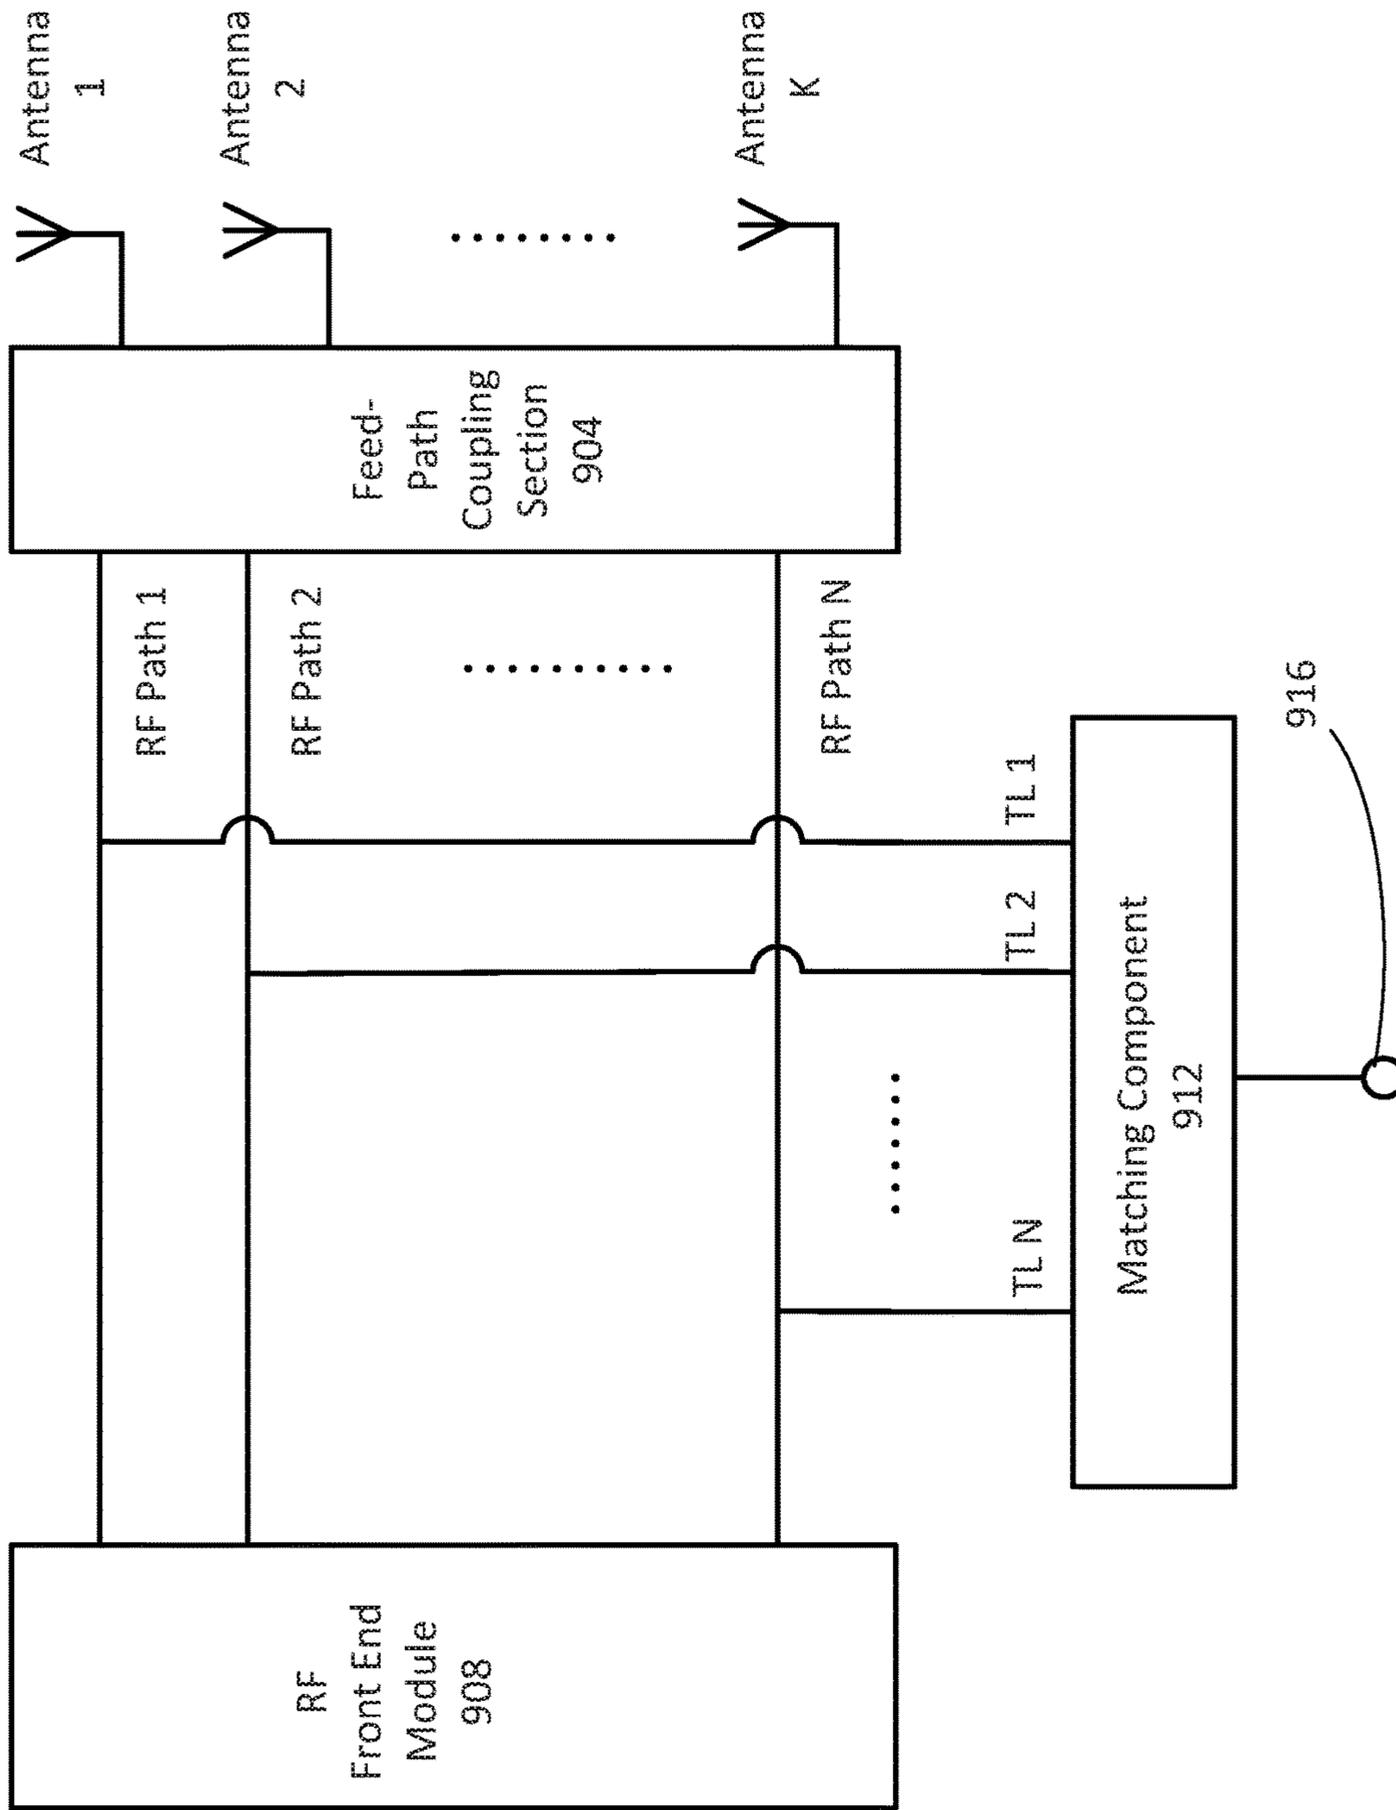 Antenna
1
Antenna
2
Antenna
K
Feed-
Path
Coupling
Section
904
RF Path 1
RF Path 2
RF Path N
TL 1
TL 2
TL N
RF
Front End
Module
908
Matching Component
912
916